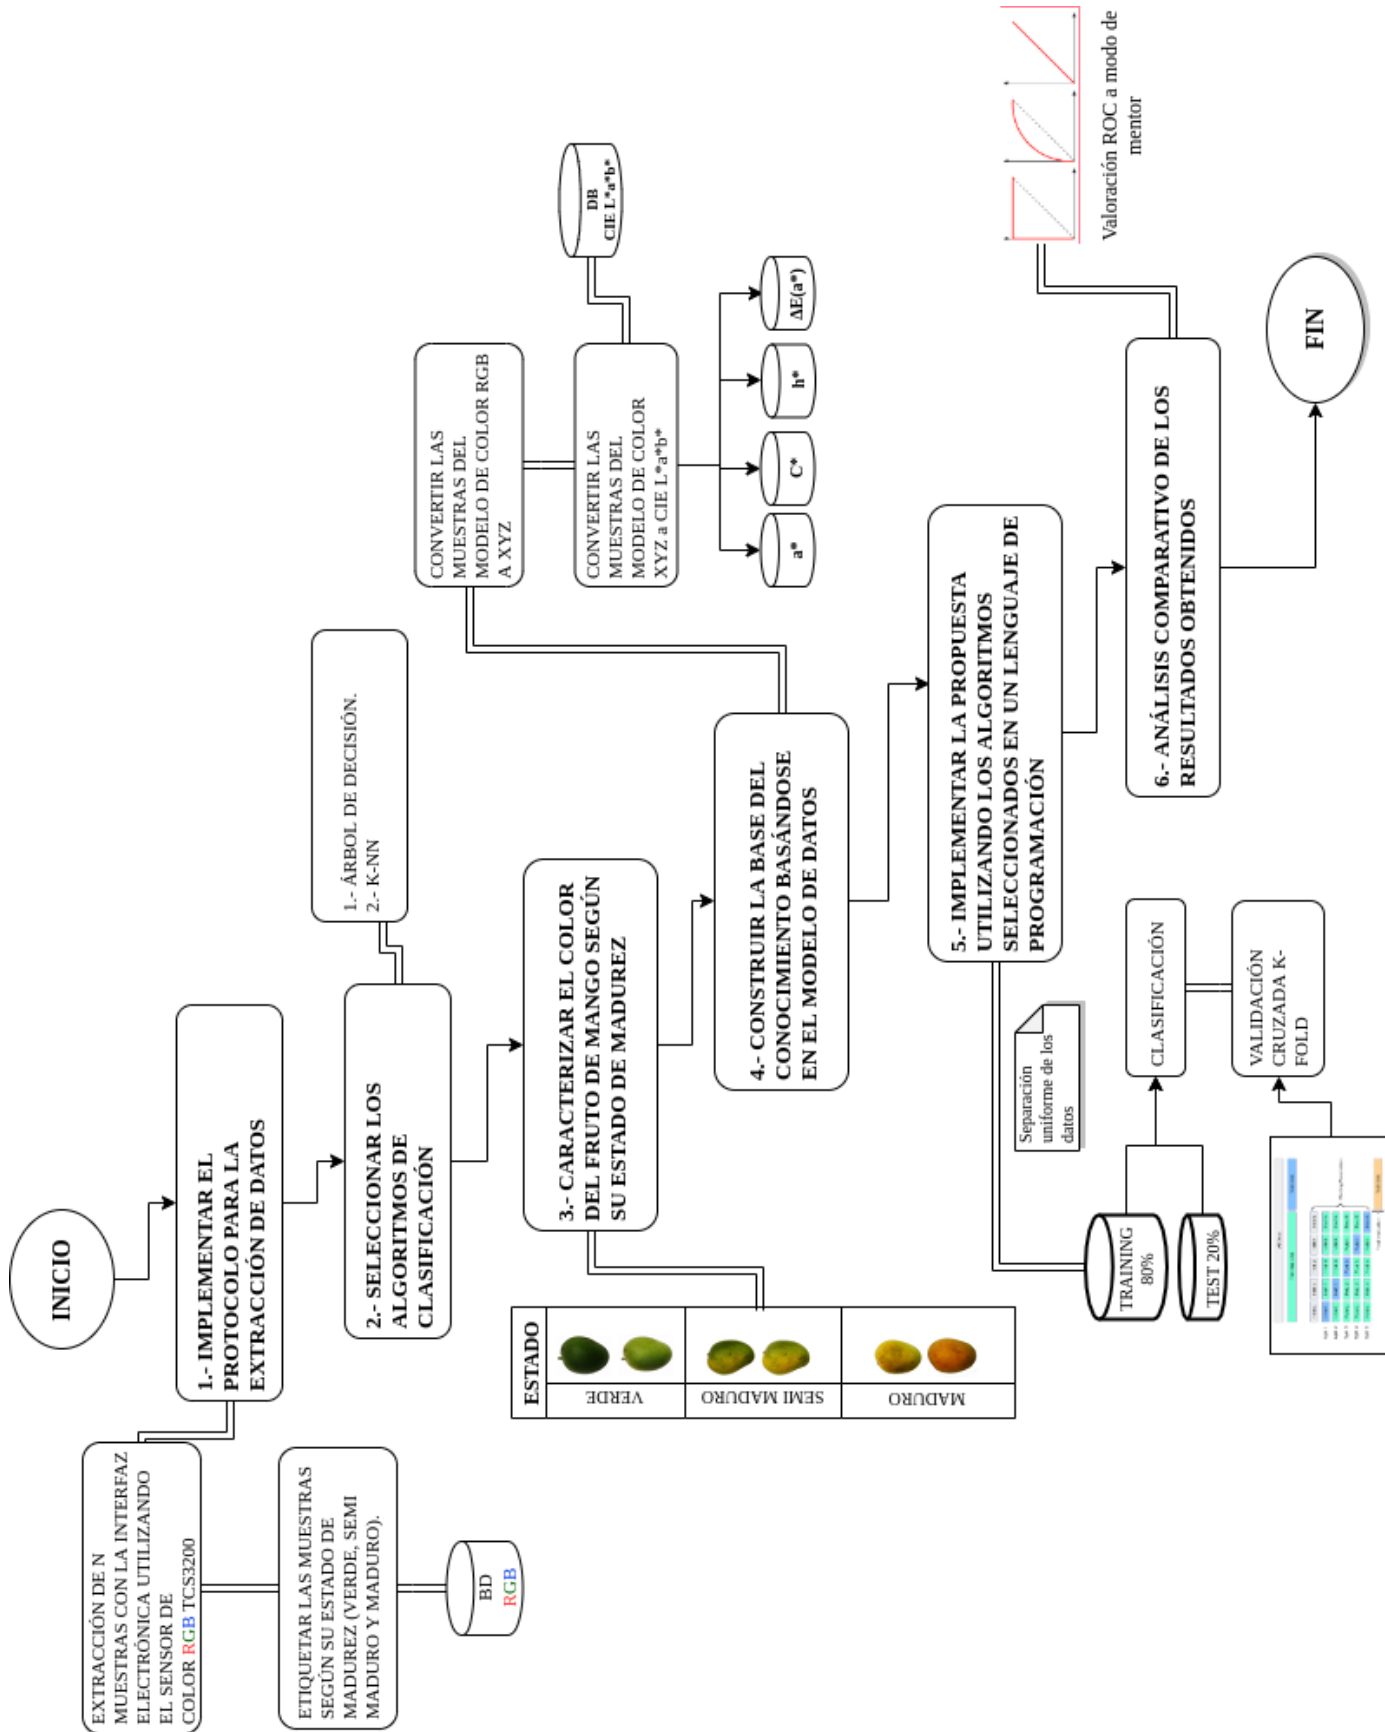 INICIO
1.- IMPLEMENTAR EL
PROTOCOLO PARA LA
EXTRACCIÓN DE DATOS
EXTRACCIÓN DE N
MUESTRAS CON LA INTERFAZ
ELECTRÓNICA UTILIZANDO
EL SENSOR DE
COLOR RGB TCS3200
ETIQUETAR LAS MUESTRAS
SEGÚN SU ESTADO DE
MADUREZ (VERDE, SEMI
MADURO Y MADURO).
BD
RGB
2.- SELECCIONAR LOS
ALGORITMOS DE
CLASIFICACIÓN
1.- ÁRBOL DE DECISIÓN.
2.- K-NN
3.- CARACTERIZAR EL COLOR
DEL FRUTO DE MANGO SEGÚN
SU ESTADO DE MADUREZ
ESTADO
VERDE
SEMI MADURO
MADURO
4.- CONSTRUIR LA BASE DEL
CONOCIMIENTO BASÁNDOSE
EN EL MODELO DE DATOS
CONVERTIR LAS
MUESTRAS DEL
MODELO DE COLOR RGB
A XYZ
CONVERTIR LAS
MUESTRAS DEL
MODELO DE COLOR
XYZ a CIE L*a*b*
DB
CIE L*a*b*
a*
C*
h*
ΔE(a*)
5.- IMPLEMENTAR LA PROPUESTA
UTILIZANDO LOS ALGORITMOS
SELECCIONADOS EN UN LENGUAJE DE
PROGRAMACIÓN
Separación
uniforme de los
datos
TRAINING
80%
TEST 20%
CLASIFICACIÓN
VALIDACIÓN
CRUZADA K-
FOLD
6.- ANÁLISIS COMPARATIVO DE LOS
RESULTADOS OBTENIDOS
Valoración ROC a modo de
mentor
FIN